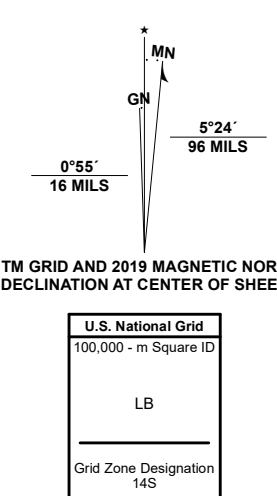 ★
MN
GN
5°24´
96 MILS
0°55´
16 MILS
TM GRID AND 2019 MAGNETIC NOR
DECLINATION AT CENTER OF SHEE
U.S. National Grid
100,000 - m Square ID
LB
Grid Zone Designation
14S